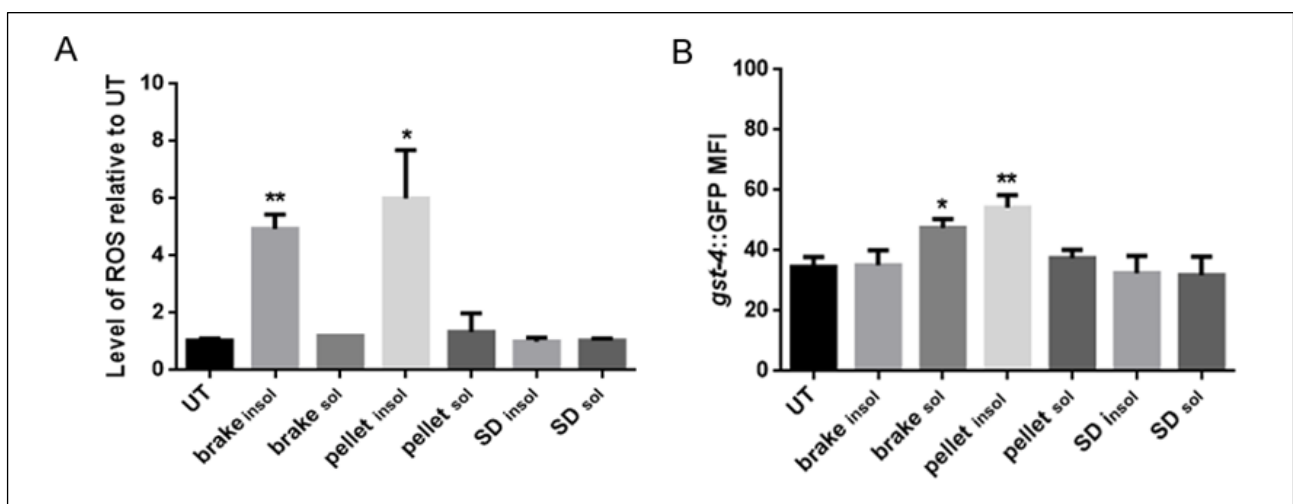 A
Level of ROS relative to UT
10
8
6
4
2
0
**
*
UT
brake insol
brake sol
pellet insol
pellet sol
SD insol
SD sol
B
gst-4::GFP MFI
100
80
60
40
20
0
*
**
UT
brake insol
brake sol
pellet insol
pellet sol
SD insol
SD sol